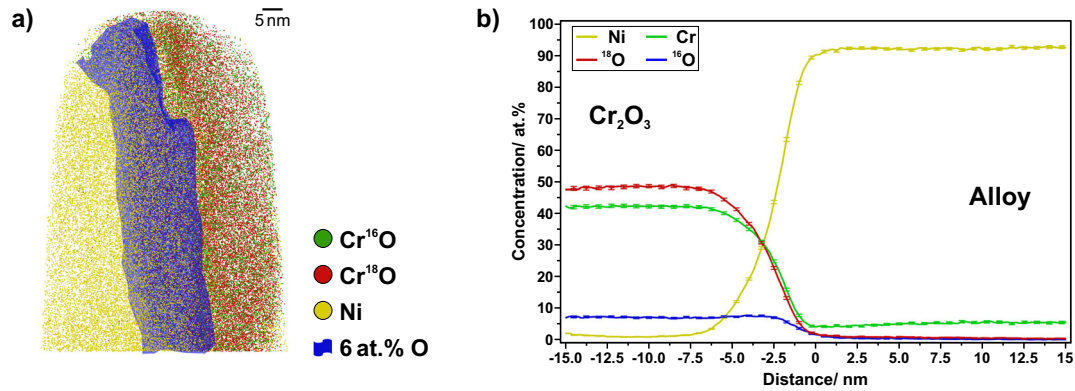 a)
5 nm
Cr¹⁶O
Cr¹⁸O
Ni
6 at.% O
b)
Concentration/ at.%
100
90
80
70
60
50
40
30
20
10
0
Ni Cr
¹⁸O ¹⁶O
Cr₂O₃
Alloy
-15.0 -12.5 -10.0 -7.5 -5.0 -2.5 0 2.5 5 7.5 10 12.5 15
Distance/ nm